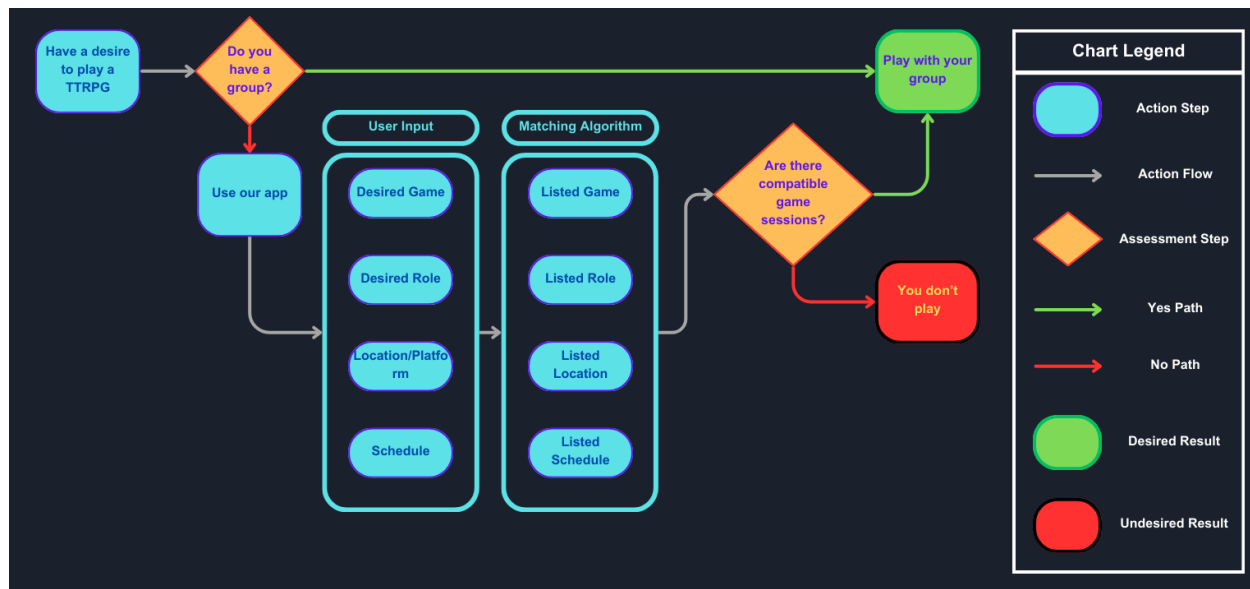 Have a desire
to play a
TTRPG
Do you
have a
group?
Play with your
group
Use our app
User Input
Desired Game
Desired Role
Location/Platfo
rm
Schedule
Matching Algorithm
Listed Game
Listed Role
Listed
Location
Listed
Schedule
Are there
compatible
game
sessions?
You don't
play
Chart Legend
Action Step
Action Flow
Assessment Step
Yes Path
No Path
Desired Result
Undesired Result